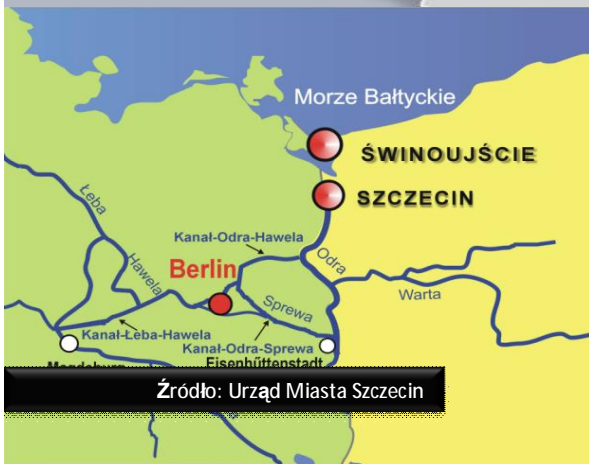 Morze Bałtyckie
ŚWINOUJŚCIE
SZCZECIN
Łeba
Kanał-Odra-Hawela
Odra
Hawela
Berlin
Warta
Sprewa
Kanał-Łeba-Hawela
Kanał-Odra-Sprewa
Magdeburg
Eisenhüttenstadt
Źródło: Urząd Miasta Szczecin